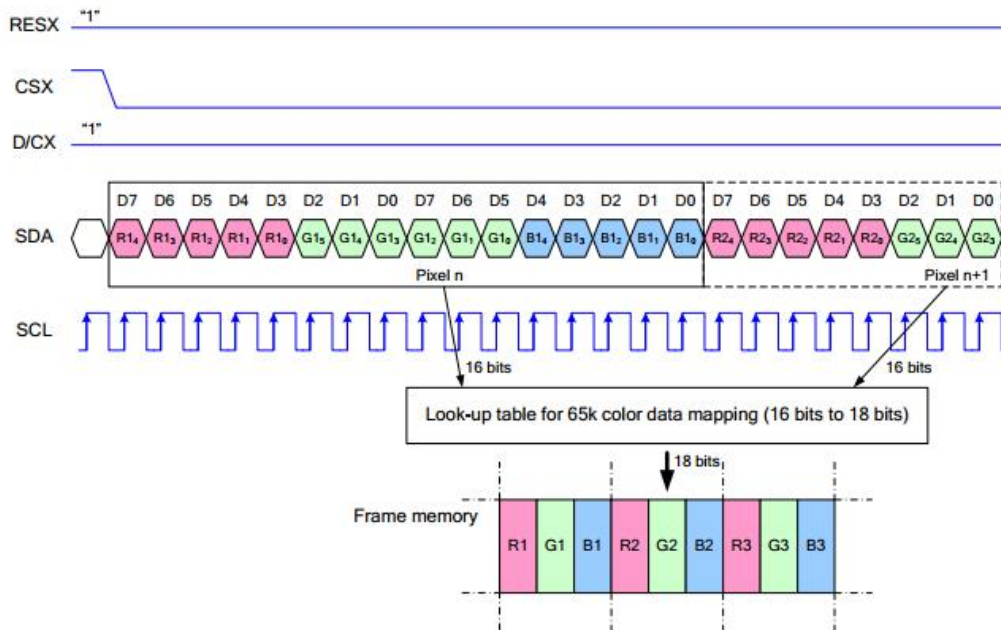 RESX "1"
CSX
D/CX "1"
D7 D6 D5 D4 D3 D2 D1 D0 D7 D6 D5 D4 D3 D2 D1 D0 D7 D6 D5 D4 D3 D2 D1 D0
SDA R1₄ R1₃ R1₂ R1₁ R1₀ G1₅ G1₄ G1₃ G1₂ G1₁ G1₀ B1₄ B1₃ B1₂ B1₁ B1₀ R2₄ R2₃ R2₂ R2₁ R2₀ G2₅ G2₄ G2₃
Pixel n Pixel n+1
SCL
16 bits 16 bits
Look-up table for 65k color data mapping (16 bits to 18 bits)
18 bits
Frame memory
R1 G1 B1 R2 G2 B2 R3 G3 B3